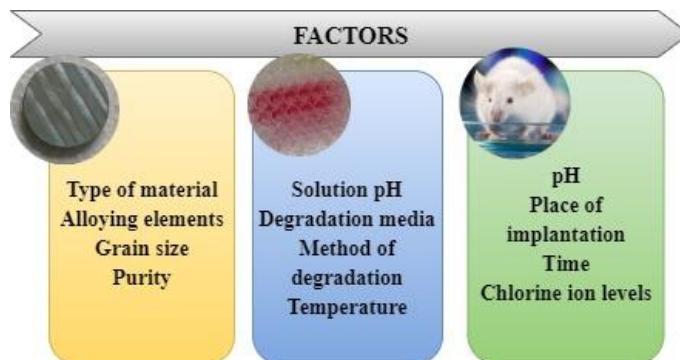 FACTORS
Type of material
Alloying elements
Grain size
Purity
Solution pH
Degradation media
Method of
degradation
Temperature
pH
Place of
implantation
Time
Chlorine ion levels